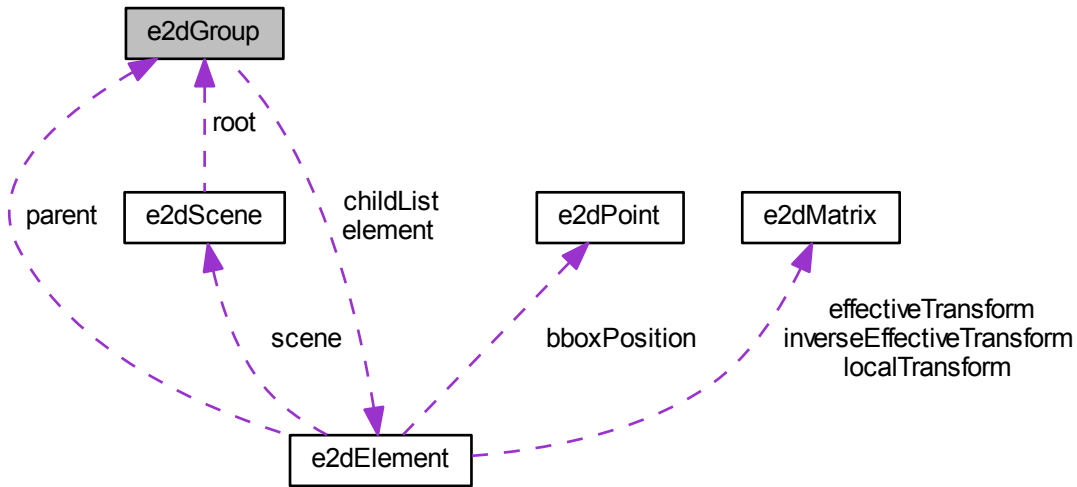 e2dGroup
root
parent
e2dScene
childList
element
e2dPoint
e2dMatrix
scene
bboxPosition
effectiveTransform
inverseEffectiveTransform
localTransform
e2dElement